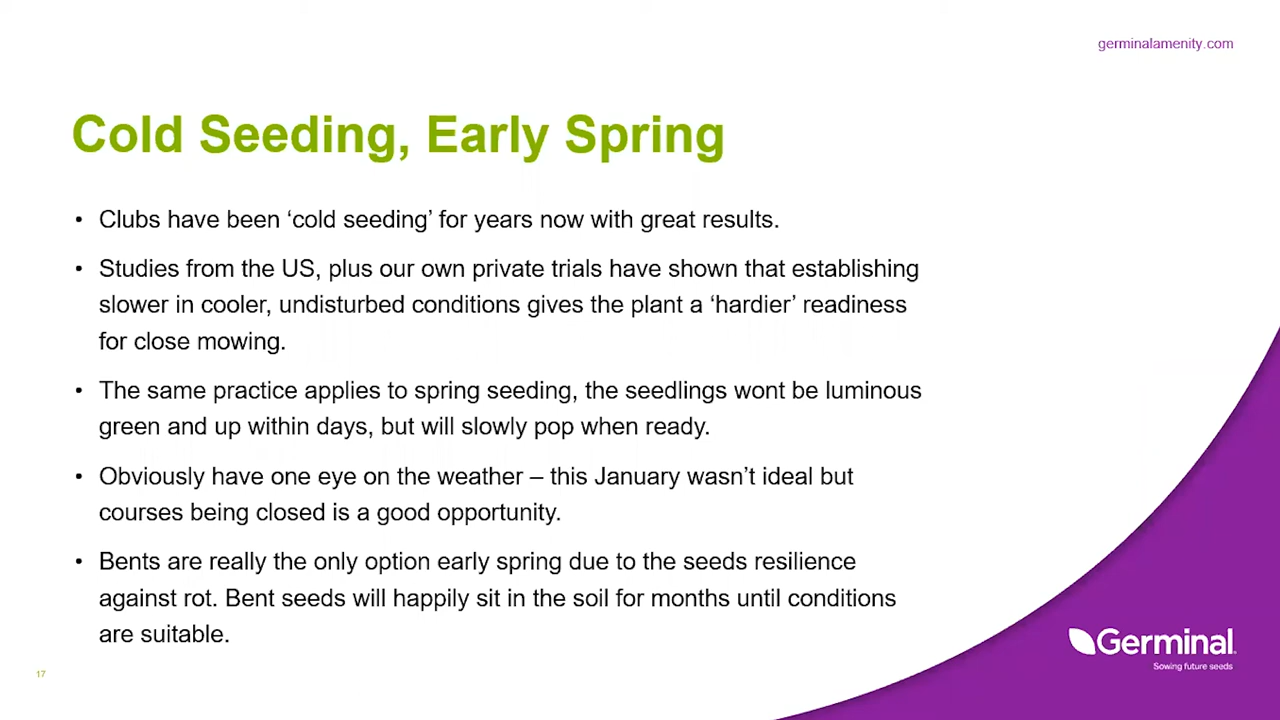 germinalamenity.com
Cold Seeding, Early Spring
• Clubs have been ‘cold seeding’ for years now with great results.
• Studies from the US, plus our own private trials have shown that establishing
slower in cooler, undisturbed conditions gives the plant a ‘hardier’ readiness
for close mowing.
• The same practice applies to spring seeding, the seedlings wont be luminous
green and up within days, but will slowly pop when ready.
• Obviously have one eye on the weather – this January wasn’t ideal but
courses being closed is a good opportunity.
• Bents are really the only option early spring due to the seeds resilience
against rot. Bent seeds will happily sit in the soil for months until conditions
are suitable.
Germinal
Sowing future seeds
17